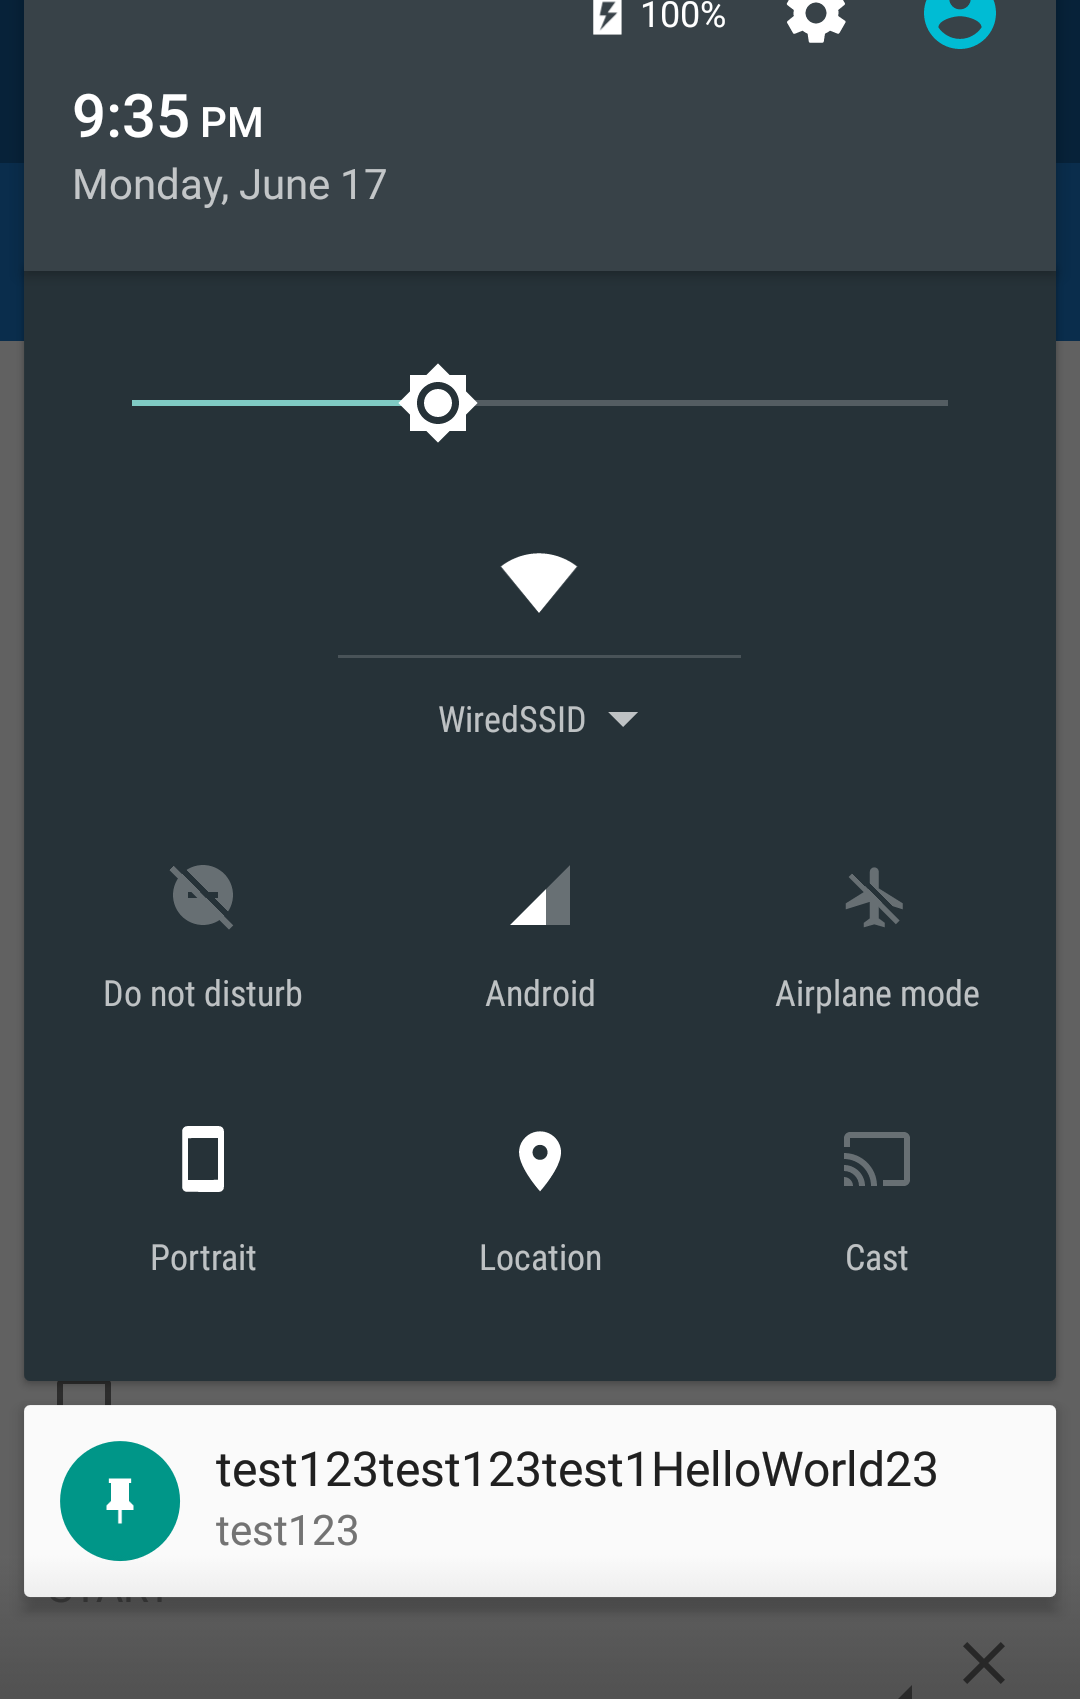 100%
9:35 PM
Monday, June 17
WiredSSID
Do not disturb
Android
Airplane mode
Portrait
Location
Cast
test123test123test1HelloWorld23
test123